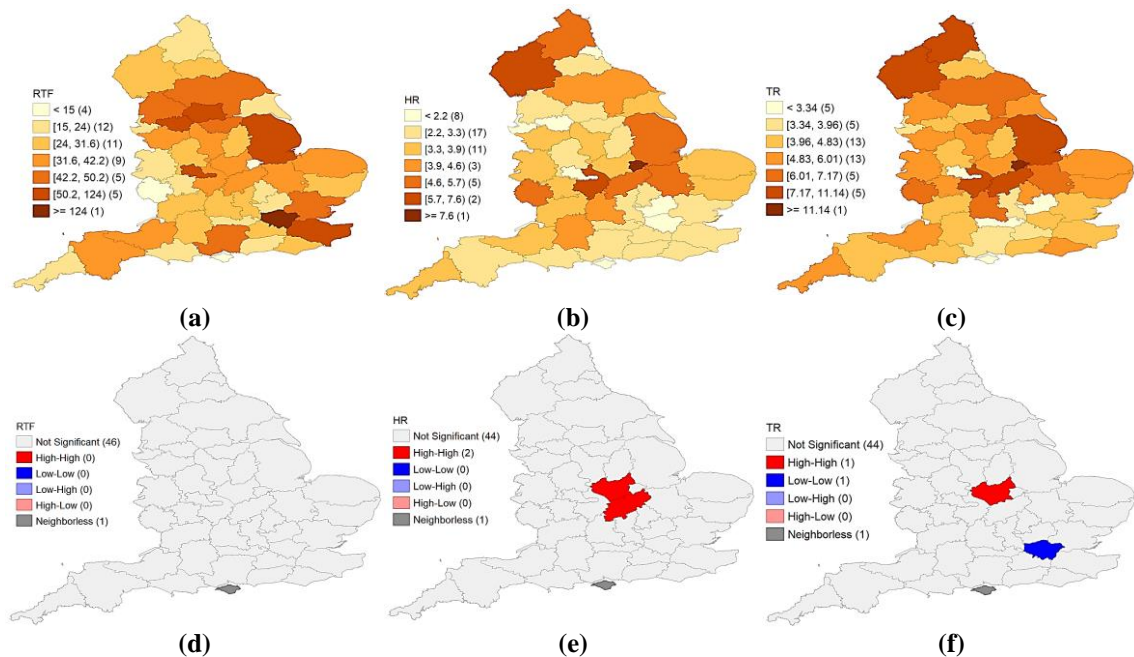 RTF
< 15 (4)
[15, 24) (12)
[24, 31.6) (11)
[31.6, 42.2) (9)
[42.2, 50.2) (5)
[50.2, 124) (5)
>= 124 (1)
(a)
HR
< 2.2 (8)
[2.2, 3.3) (17)
[3.3, 3.9) (11)
[3.9, 4.6) (3)
[4.6, 5.7) (5)
[5.7, 7.6) (2)
>= 7.6 (1)
(b)
TR
< 3.34 (5)
[3.34, 3.96) (5)
[3.96, 4.83) (13)
[4.83, 6.01) (13)
[6.01, 7.17) (5)
[7.17, 11.14) (5)
>= 11.14 (1)
(c)
RTF
Not Significant (46)
High-High (0)
Low-Low (0)
Low-High (0)
High-Low (0)
Neighborless (1)
(d)
HR
Not Significant (44)
High-High (2)
Low-Low (0)
Low-High (0)
High-Low (0)
Neighborless (1)
(e)
TR
Not Significant (44)
High-High (1)
Low-Low (1)
Low-High (0)
High-Low (0)
Neighborless (1)
(f)